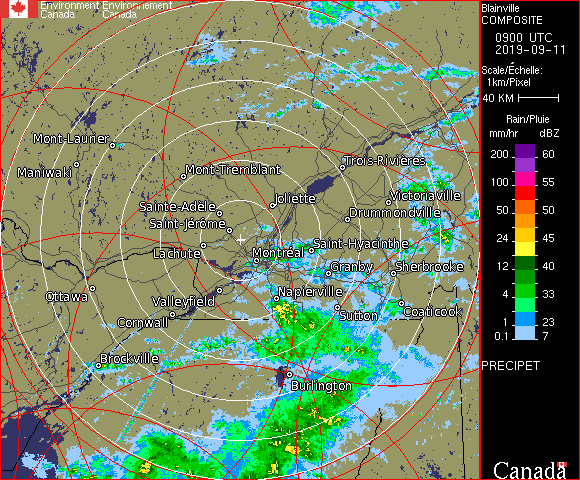 Environment Environnement
Canada Canada
Mont-Laurier
Maniwaki
Mont-Tremblant
Trois-Rivières
Sainte-Adèle
Joliette
Victoriaville
Saint-Jérôme
Drummondville
Lachute
Montréal
Saint-Hyacinthe
Granby
Sherbrooke
Ottawa
Valleyfield
Napierville
Cornwall
Sutton
Coaticook
Brockville
Burlington
Blainville
COMPOSITE
0900 UTC
2019-09-11
Scale/Échelle:
1km/Pixel
40 KM
Rain/Pluie
mm/hr dBZ
200 60
100 55
50 50
24 45
12 40
4 33
1 23
0.1 7
PRECIPET
Canada